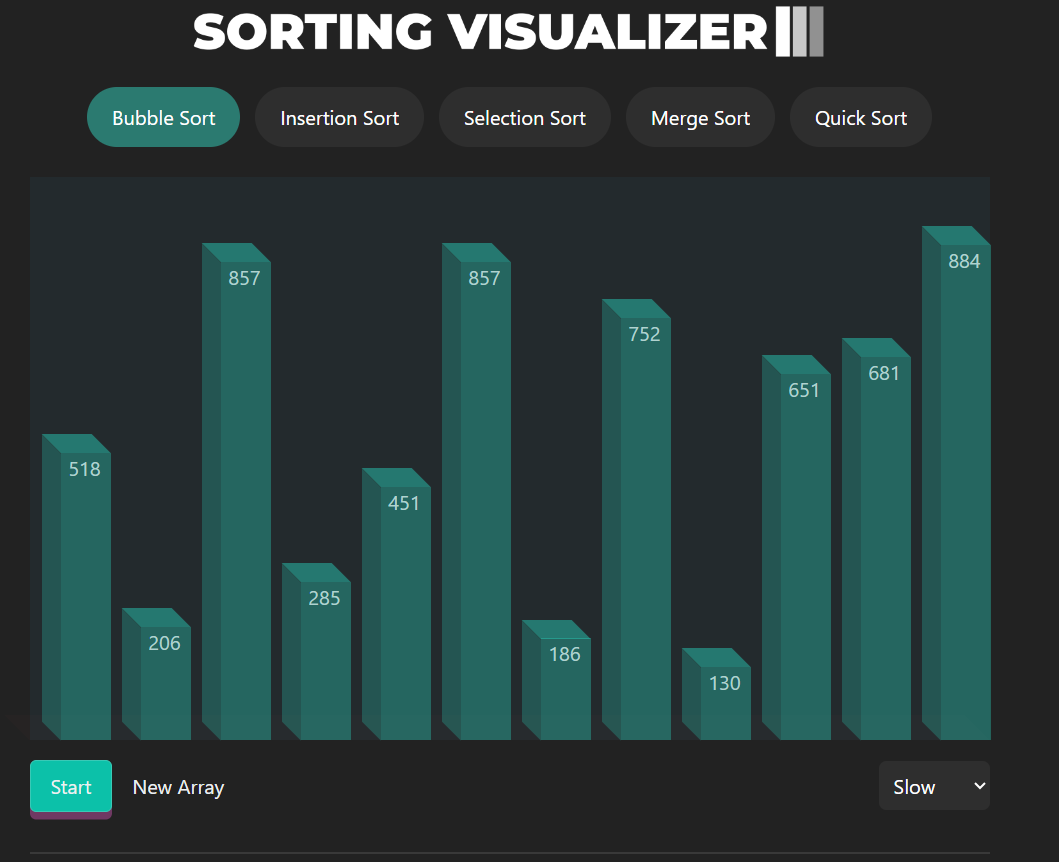 SORTING VISUALIZER
Bubble Sort Insertion Sort Selection Sort Merge Sort Quick Sort
518 206 857 285 451 857 186 752 130 651 681 884
Start New Array Slow